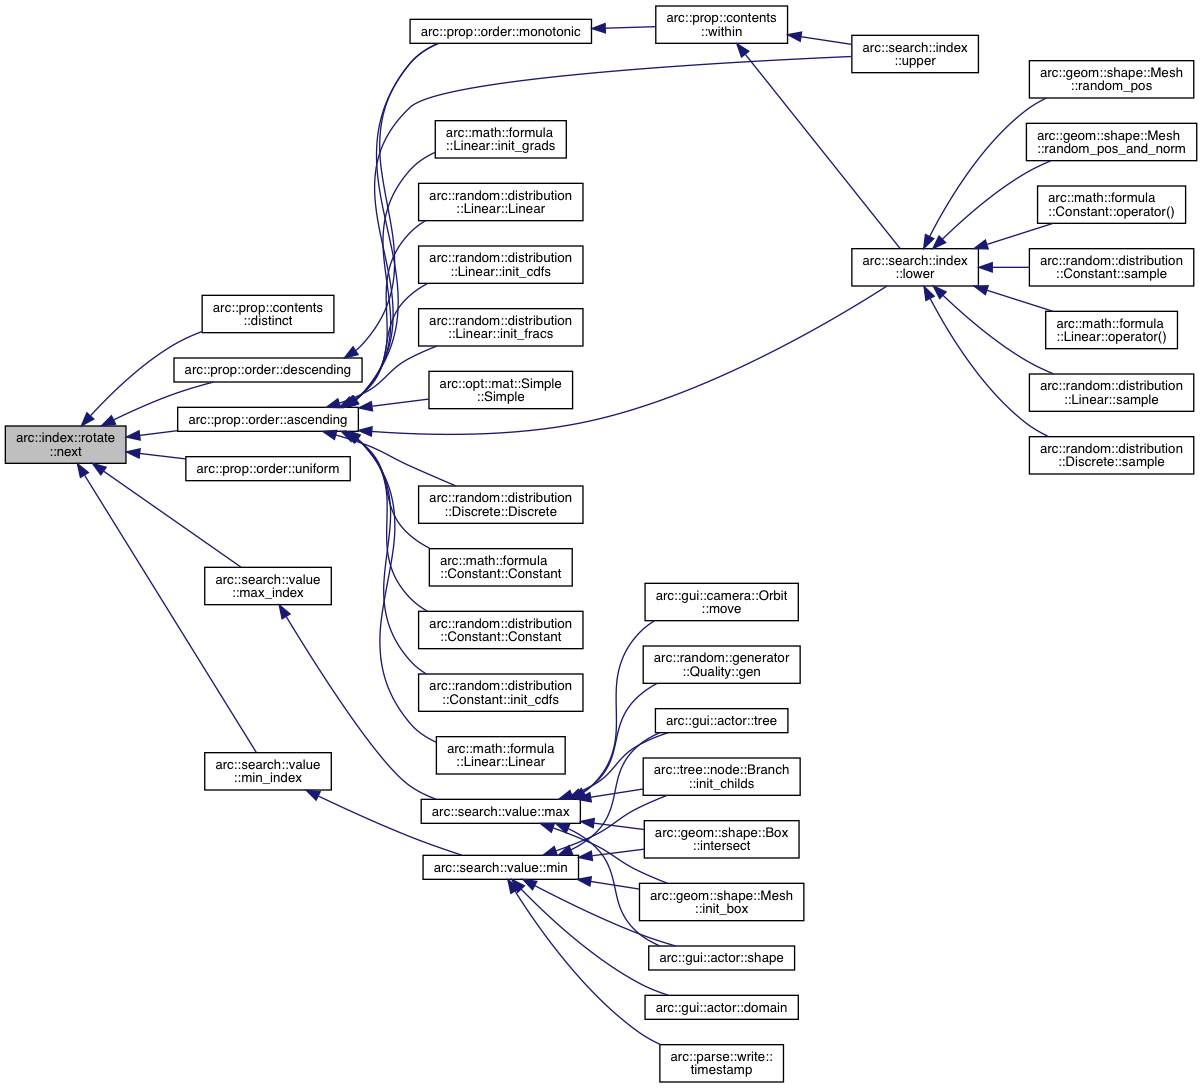 arc::index::rotate
::next
arc::prop::contents
::distinct
arc::prop::order::descending
arc::prop::order::ascending
arc::prop::order::uniform
arc::search::value
::max_index
arc::search::value
::min_index
arc::prop::order::monotonic
arc::math::formula
::Linear::init_grads
arc::random::distribution
::Linear::Linear
arc::random::distribution
::Linear::init_cdfs
arc::random::distribution
::Linear::init_fracs
arc::opt::mat::Simple
::Simple
arc::random::distribution
::Discrete::Discrete
arc::math::formula
::Constant::Constant
arc::random::distribution
::Constant::Constant
arc::random::distribution
::Constant::init_cdfs
arc::math::formula
::Linear::Linear
arc::search::value::max
arc::search::value::min
arc::prop::contents
::within
arc::gui::camera::Orbit
::move
arc::random::generator
::Quality::gen
arc::gui::actor::tree
arc::tree::node::Branch
::init_childs
arc::geom::shape::Box
::intersect
arc::geom::shape::Mesh
::init_box
arc::gui::actor::shape
arc::gui::actor::domain
arc::parse::write::
timestamp
arc::search::index
::upper
arc::search::index
::lower
arc::geom::shape::Mesh
::random_pos
arc::geom::shape::Mesh
::random_pos_and_norm
arc::math::formula
::Constant::operator()
arc::random::distribution
::Constant::sample
arc::math::formula
::Linear::operator()
arc::random::distribution
::Linear::sample
arc::random::distribution
::Discrete::sample